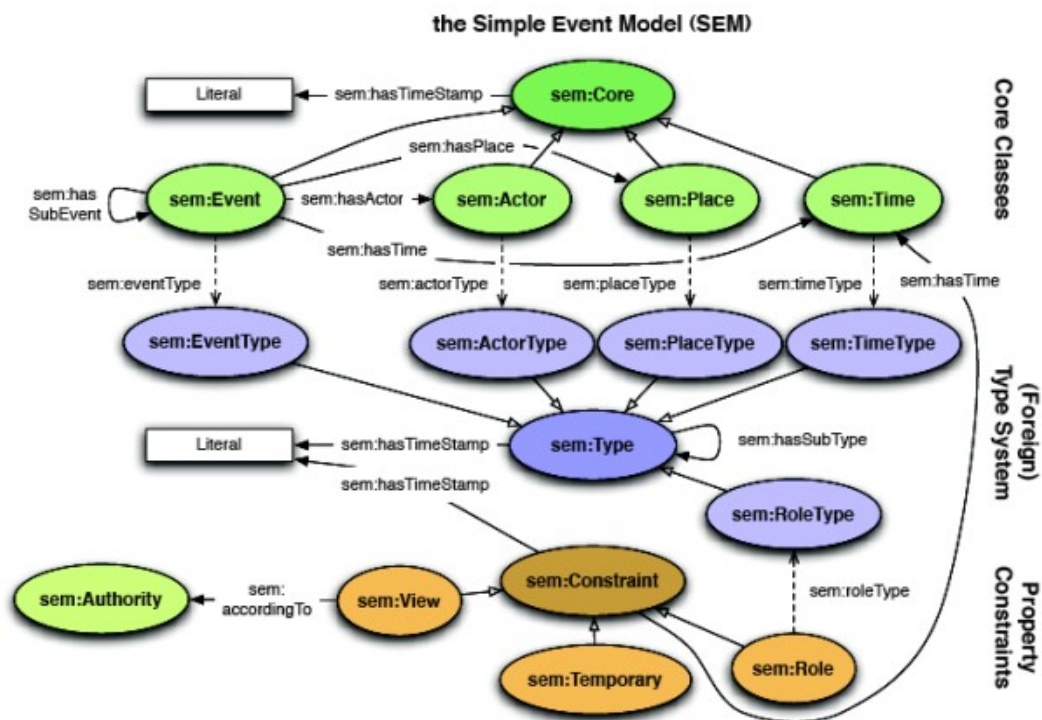 the Simple Event Model (SEM)
Literal
sem:hasTimeStamp
sem:Core
Core Classes
sem:hasPlace
sem:has
SubEvent
sem:Event
sem:hasActor
sem:Actor
sem:Place
sem:Time
sem:hasTime
sem:eventType
sem:actorType
sem:placeType
sem:timeType
sem:hasTime
sem:EventType
sem:ActorType
sem:PlaceType
sem:TimeType
(Foreign)
Type System
Literal
sem:hasTimeStamp
sem:Type
sem:hasSubType
sem:hasTimeStamp
sem:RoleType
sem:Authority
sem:
accordingTo
sem:View
sem:Constraint
sem:roleType
Property
Constraints
sem:Temporary
sem:Role